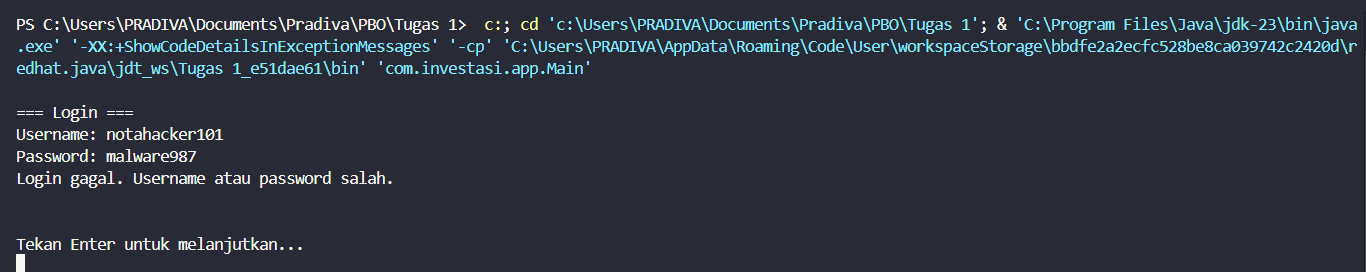 PS C:\Users\PRADIVA\Documents\Pradiva\PBO\Tugas 1>  c:; cd 'c:\Users\PRADIVA\Documents\Pradiva\PBO\Tugas 1'; & 'C:\Program Files\Java\jdk-23\bin\java
.exe' '-XX:+ShowCodeDetailsInExceptionMessages' '-cp' 'C:\Users\PRADIVA\AppData\Roaming\Code\User\workspaceStorage\bbdfe2a2ecfc528be8ca039742c2420d\r
edhat.java\jdt_ws\Tugas 1_e51dae61\bin' 'com.investasi.app.Main'
=== Login ===
Username: notahacker101
Password: malware987
Login gagal. Username atau password salah.
Tekan Enter untuk melanjutkan...